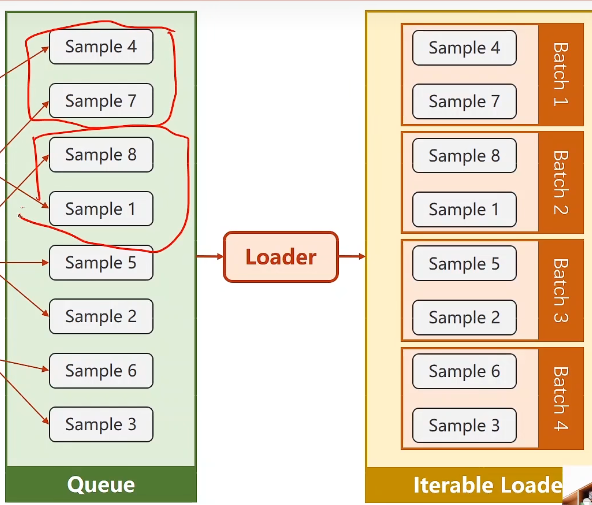 Sample 4
Sample 7
Sample 8
Sample 1
Sample 5
Sample 2
Sample 6
Sample 3
Queue
Loader
Sample 4
Sample 7
Batch 1
Sample 8
Sample 1
Batch 2
Sample 5
Sample 2
Batch 3
Sample 6
Sample 3
Batch 4
Iterable Loade